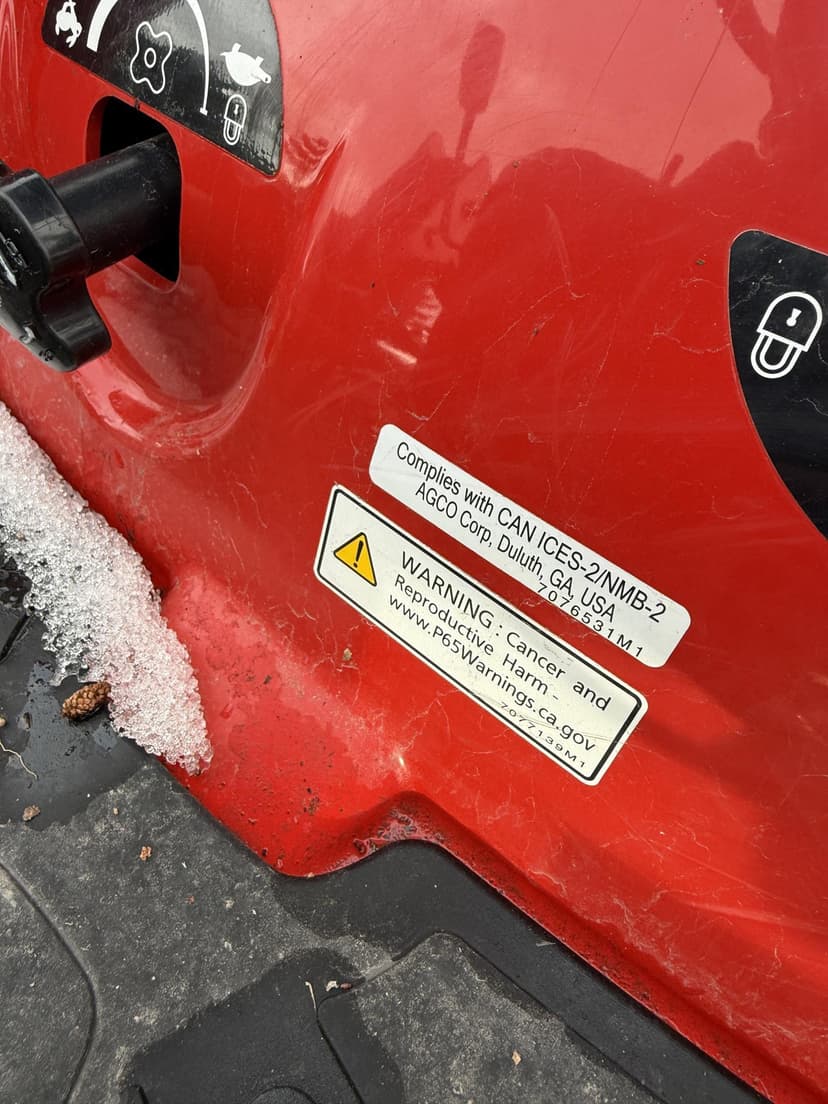 Complies with CAN ICES-2/NMB-2
AGCO Corp, Duluth, GA, USA
7076531M1
WARNING: Cancer and
Reproductive Harm -
www.P65Warnings.ca.gov
7077139M1